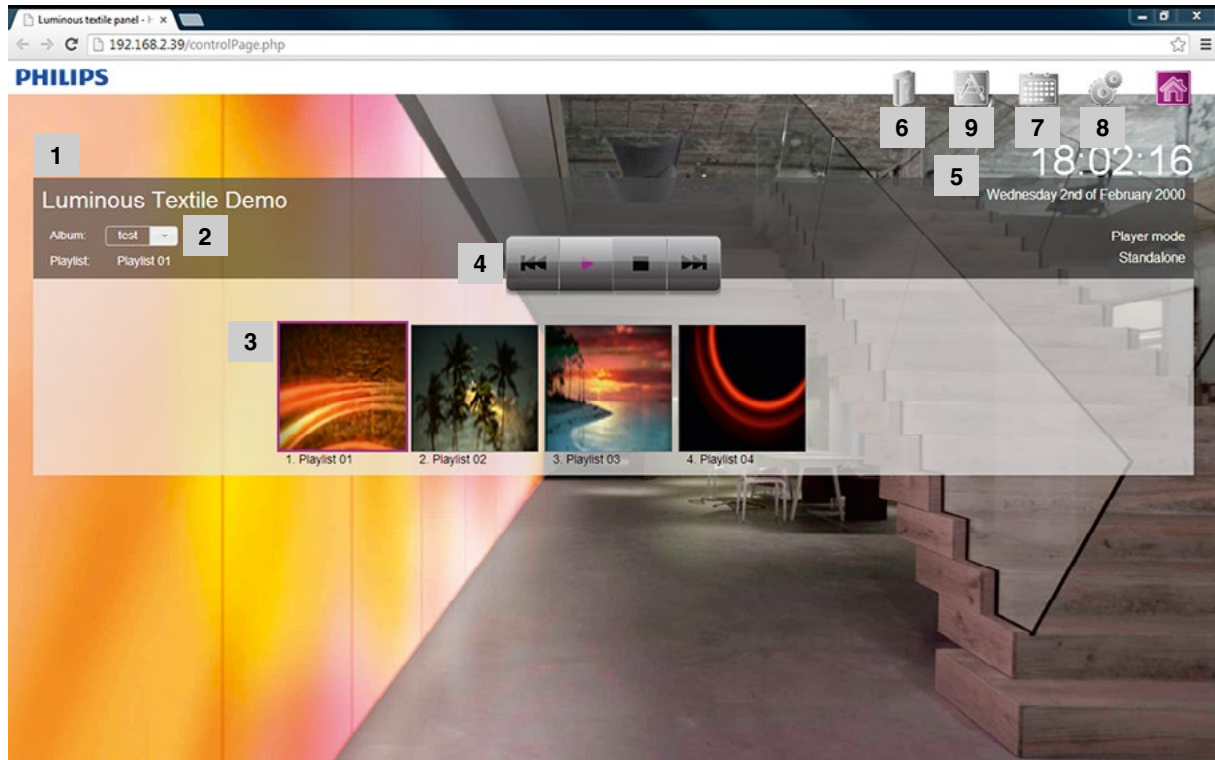 Luminous textile panel - H
192.168.2.39/controlPage.php
PHILIPS
6
9
7
8
1
18:02:16
5
Luminous Textile Demo
Wednesday 2nd of February 2000
Album: test
2
Player mode
Playlist: Playlist 01
4
Standalone
3
1. Playlist 01
2. Playlist 02
3. Playlist 03
4. Playlist 04